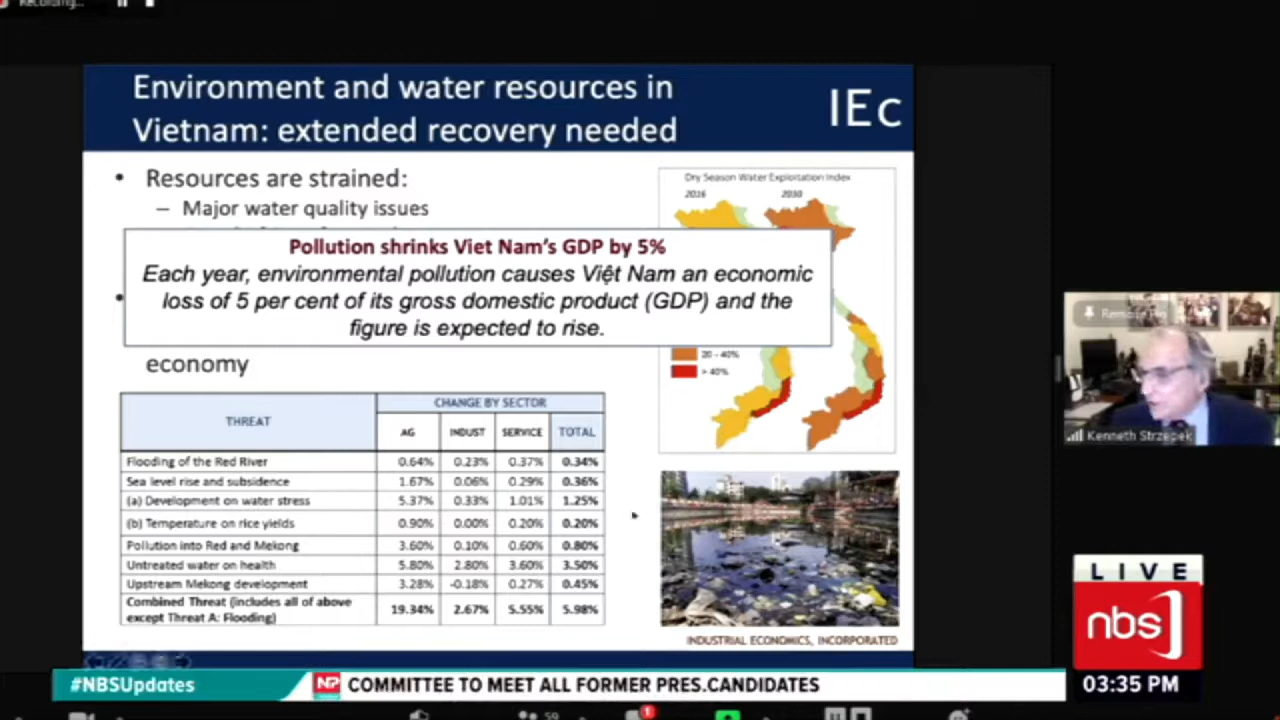 Recording...
Environment and water resources in
Vietnam: extended recovery needed
IEc
• Resources are strained:
– Major water quality issues
Pollution shrinks Viet Nam's GDP by 5%
Each year, environmental pollution causes Việt Nam an economic
loss of 5 per cent of its gross domestic product (GDP) and the
figure is expected to rise.
•
economy
Dry Season Water Exploitation Index
2016 2030
20 - 40%
> 40%
THREAT CHANGE BY SECTOR
AG INDUST SERVICE TOTAL
Flooding of the Red River 0.64% 0.23% 0.37% 0.34%
Sea level rise and subsidence 1.67% 0.06% 0.29% 0.36%
(a) Development on water stress 5.37% 0.33% 1.01% 1.25%
(b) Temperature on rice yields 0.90% 0.00% 0.20% 0.20%
Pollution into Red and Mekong 3.60% 0.10% 0.60% 0.80%
Untreated water on health 5.80% 2.80% 3.60% 3.50%
Upstream Mekong development 3.28% -0.18% 0.27% 0.45%
Combined Threat (includes all of above
except Threat A: Flooding) 19.34% 2.67% 5.55% 5.98%
INDUSTRIAL ECONOMICS, INCORPORATED
Remove Pin
Kenneth Strzepek
LIVE
nbs
03:35 PM
#NBSUpdates
NP COMMITTEE TO MEET ALL FORMER PRES.CANDIDATES
59
1